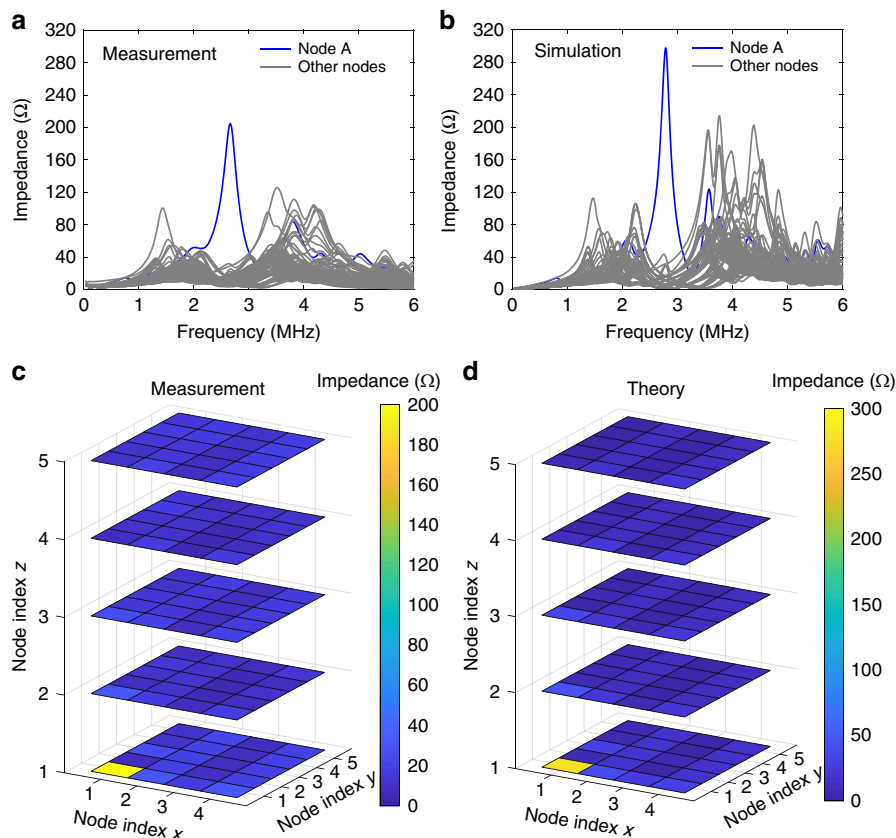 a
Measurement
Node A
Other nodes
Impedance (Ω)
320
280
240
200
160
120
80
40
0
0 1 2 3 4 5 6
Frequency (MHz)
b
Simulation
Node A
Other nodes
Impedance (Ω)
320
280
240
200
160
120
80
40
0
0 1 2 3 4 5 6
Frequency (MHz)
c
Measurement
Impedance (Ω)
200
180
160
140
120
100
80
60
40
20
0
Node index z
5
4
3
2
1
1 2 3 4
Node index x
1 2 3 4 5
Node index y
d
Theory
Impedance (Ω)
300
250
200
150
100
50
0
Node index z
5
4
3
2
1
1 2 3 4
Node index x
1 2 3 4 5
Node index y